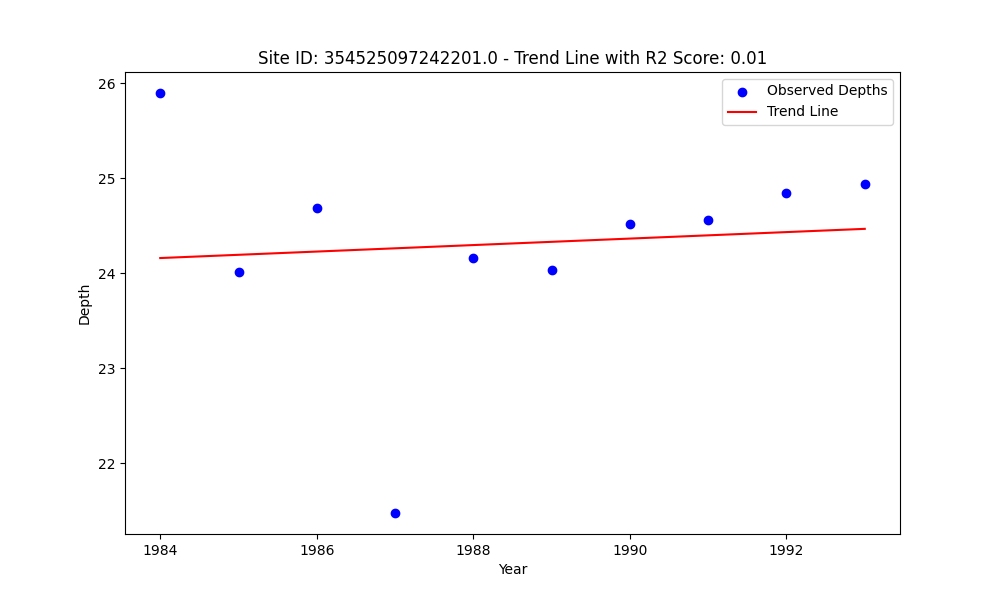 Site ID: 354525097242201.0 - Trend Line with R2 Score: 0.01
Observed Depths
Trend Line
26
25
24
23
22
Depth
1984
1986
1988
1990
1992
Year